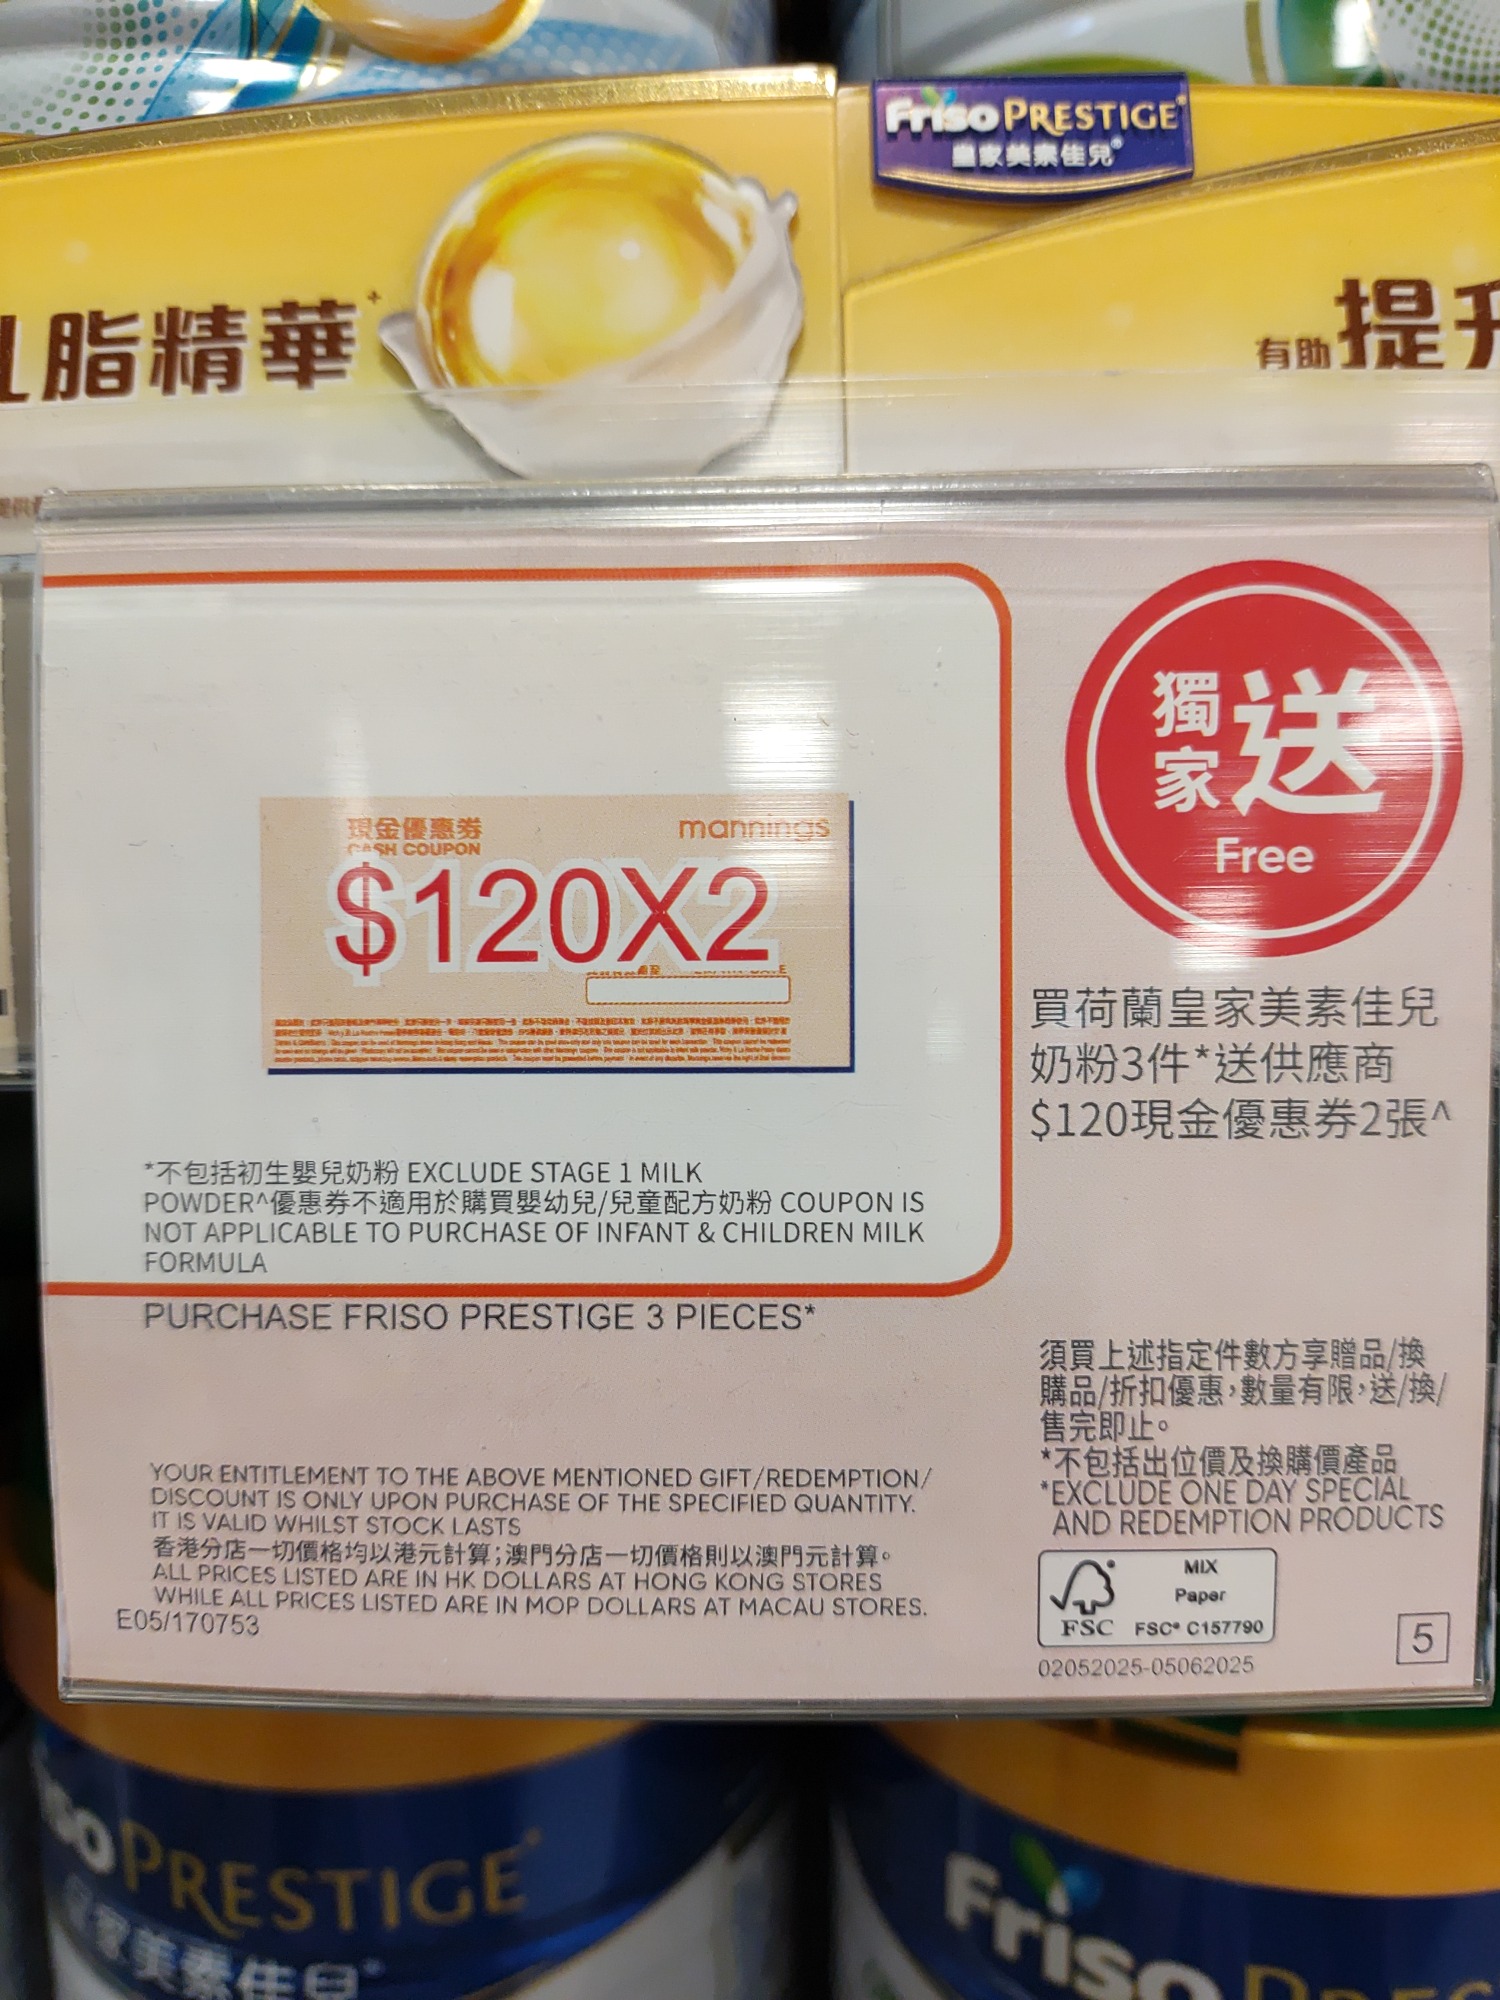 Friso PRESTIGE®
皇家美素佳兒®
脂精華+
有助提升
獨家送
Free
現金優惠券
CASH COUPON
mannings
$120X2
買荷蘭皇家美素佳兒
奶粉3件*送供應商
$120現金優惠券2張^
*不包括初生嬰兒奶粉 EXCLUDE STAGE 1 MILK
POWDER^優惠券不適用於購買嬰幼兒/兒童配方奶粉 COUPON IS
NOT APPLICABLE TO PURCHASE OF INFANT & CHILDREN MILK
FORMULA
PURCHASE FRISO PRESTIGE 3 PIECES*
須買上述指定件數方享贈品/換
購品/折扣優惠,數量有限,送/換/
售完即止。
*不包括出位價及換購價產品
*EXCLUDE ONE DAY SPECIAL
AND REDEMPTION PRODUCTS
YOUR ENTITLEMENT TO THE ABOVE MENTIONED GIFT/REDEMPTION/
DISCOUNT IS ONLY UPON PURCHASE OF THE SPECIFIED QUANTITY.
IT IS VALID WHILST STOCK LASTS
香港分店一切價格均以港元計算;澳門分店一切價格則以澳門元計算。
ALL PRICES LISTED ARE IN HK DOLLARS AT HONG KONG STORES
WHILE ALL PRICES LISTED ARE IN MOP DOLLARS AT MACAU STORES.
E05/170753
MIX
Paper
FSC FSC® C157790
5
02052025-05062025
PRESTIGE
家美素佳兒
Friso